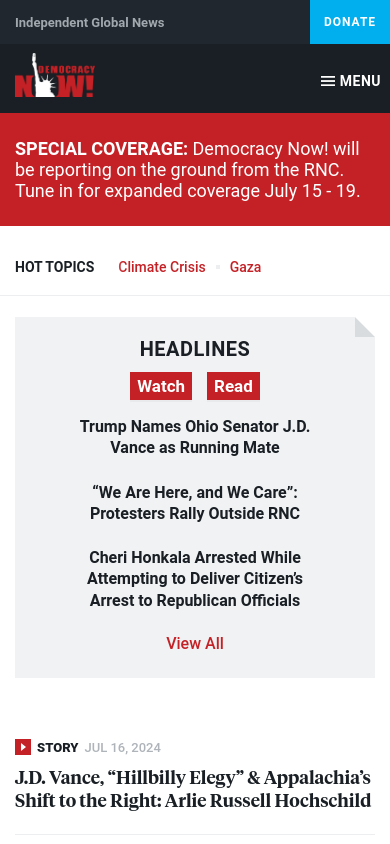 Independent Global News
DONATE
DEMOCRACY
NOW!
MENU
SPECIAL COVERAGE: Democracy Now! will
be reporting on the ground from the RNC.
Tune in for expanded coverage July 15 - 19.
HOT TOPICS
Climate Crisis • Gaza
HEADLINES
Watch Read
Trump Names Ohio Senator J.D.
Vance as Running Mate
“We Are Here, and We Care”:
Protesters Rally Outside RNC
Cheri Honkala Arrested While
Attempting to Deliver Citizen’s
Arrest to Republican Officials
View All
STORY JUL 16, 2024
J.D. Vance, “Hillbilly Elegy” & Appalachia’s
Shift to the Right: Arlie Russell Hochschild